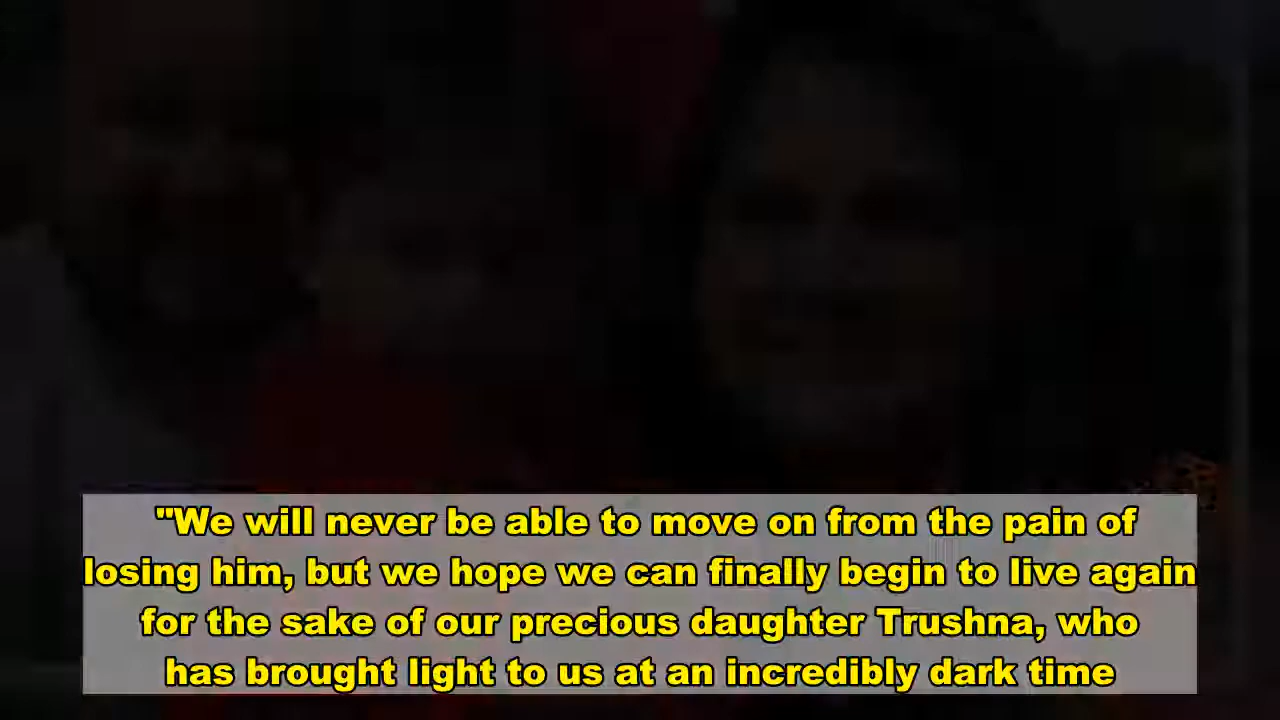 "We will never be able to move on from the pain of
losing him, but we hope we can finally begin to live again
for the sake of our precious daughter Trushna, who
has brought light to us at an incredibly dark time